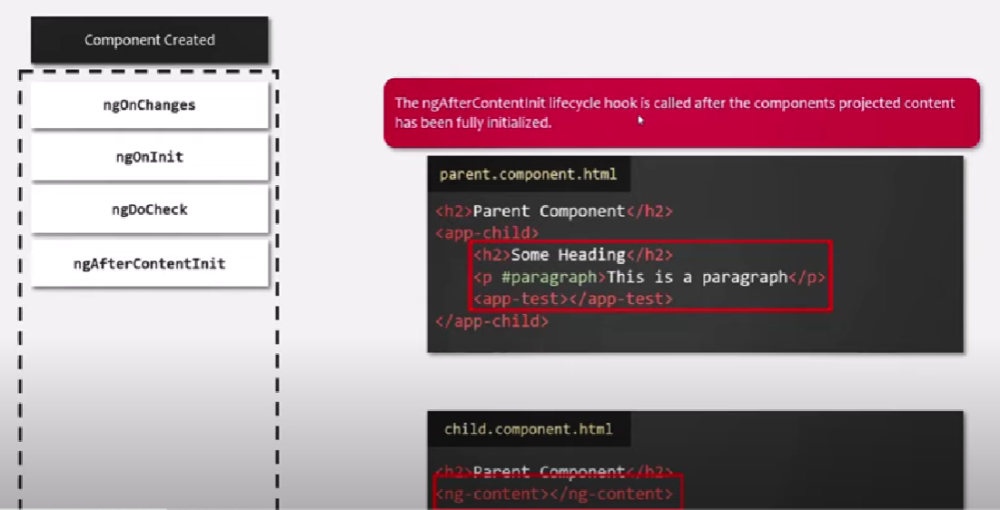 Component Created
ngOnChanges
ngOnInit
ngDoCheck
ngAfterContentInit
The ngAfterContentInit lifecycle hook is called after the components projected content
has been fully initialized.
parent.component.html
<h2>Parent Component</h2>
<app-child>
<h2>Some Heading</h2>
<p #paragraph>This is a paragraph</p>
<app-test></app-test>
</app-child>
child.component.html
<h2>Parent Component</h2>
<ng-content></ng-content>